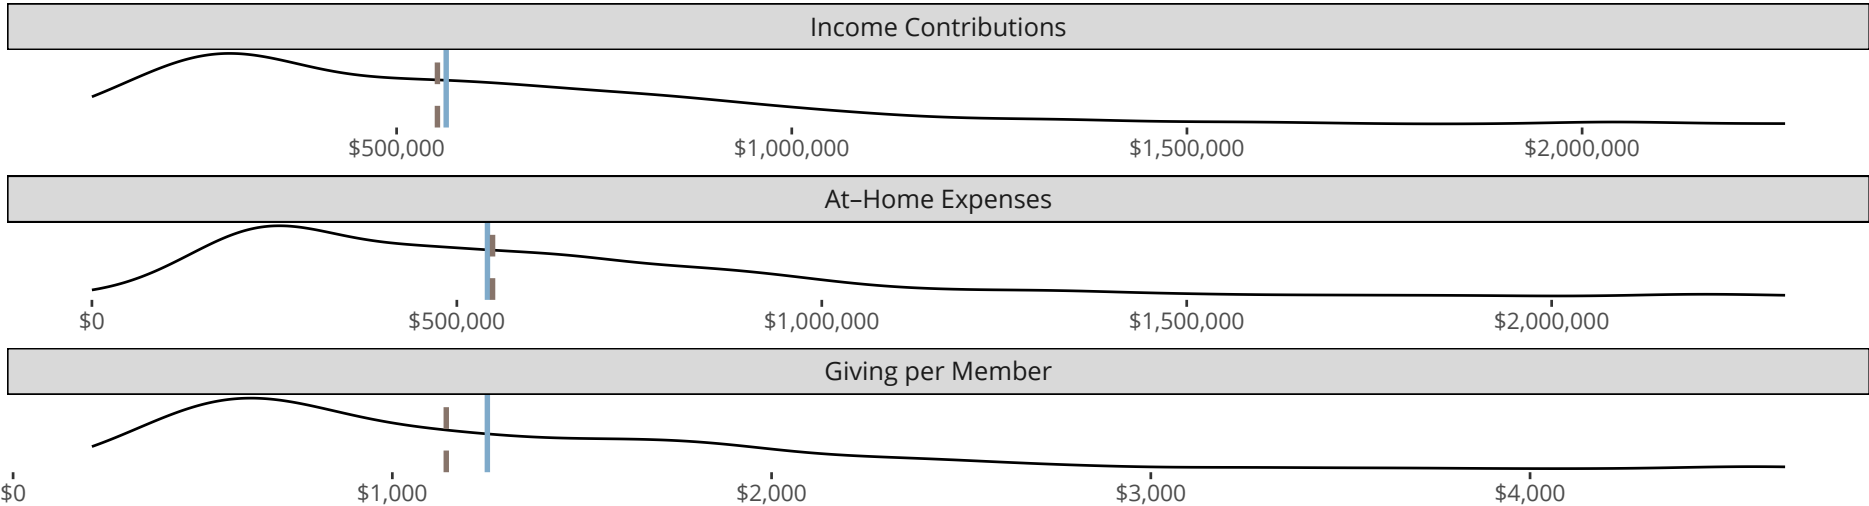 Income Contributions
$500,000 $1,000,000 $1,500,000 $2,000,000
At–Home Expenses
$0 $500,000 $1,000,000 $1,500,000 $2,000,000
Giving per Member
$0 $1,000 $2,000 $3,000 $4,000